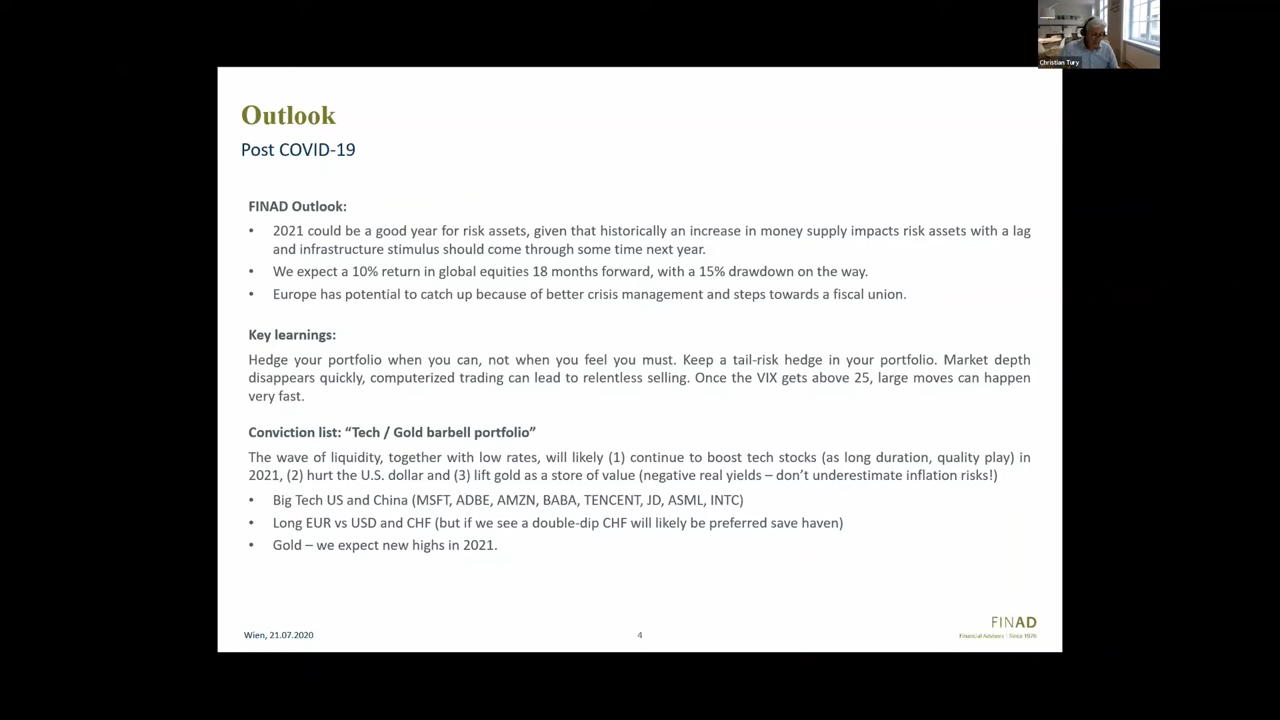 Christian Tury
Outlook
Post COVID-19
FINAD Outlook:
• 2021 could be a good year for risk assets, given that historically an increase in money supply impacts risk assets with a lag
and infrastructure stimulus should come through some time next year.
• We expect a 10% return in global equities 18 months forward, with a 15% drawdown on the way.
• Europe has potential to catch up because of better crisis management and steps towards a fiscal union.
Key learnings:
Hedge your portfolio when you can, not when you feel you must. Keep a tail-risk hedge in your portfolio. Market depth
disappears quickly, computerized trading can lead to relentless selling. Once the VIX gets above 25, large moves can happen
very fast.
Conviction list: “Tech / Gold barbell portfolio”
The wave of liquidity, together with low rates, will likely (1) continue to boost tech stocks (as long duration, quality play) in
2021, (2) hurt the U.S. dollar and (3) lift gold as a store of value (negative real yields – don’t underestimate inflation risks!)
• Big Tech US and China (MSFT, ADBE, AMZN, BABA, TENCENT, JD, ASML, INTC)
• Long EUR vs USD and CHF (but if we see a double-dip CHF will likely be preferred save haven)
• Gold – we expect new highs in 2021.
Wien, 21.07.2020
4
FINAD
Financial Advisors | Since 1976